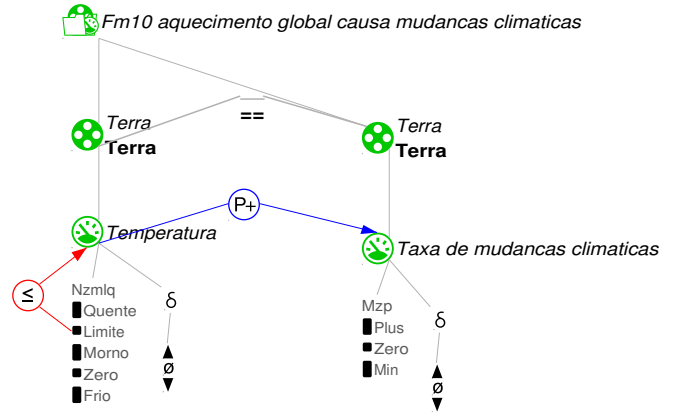 Fm10 aquecimento global causa mudancas climaticas
==
Terra
Terra
Terra
Terra
P+
Temperatura
Taxa de mudancas climaticas
≤
Nzmlq
Quente
Limite
Morno
Zero
Frio
δ
ø
Mzp
Plus
Zero
Min
δ
ø